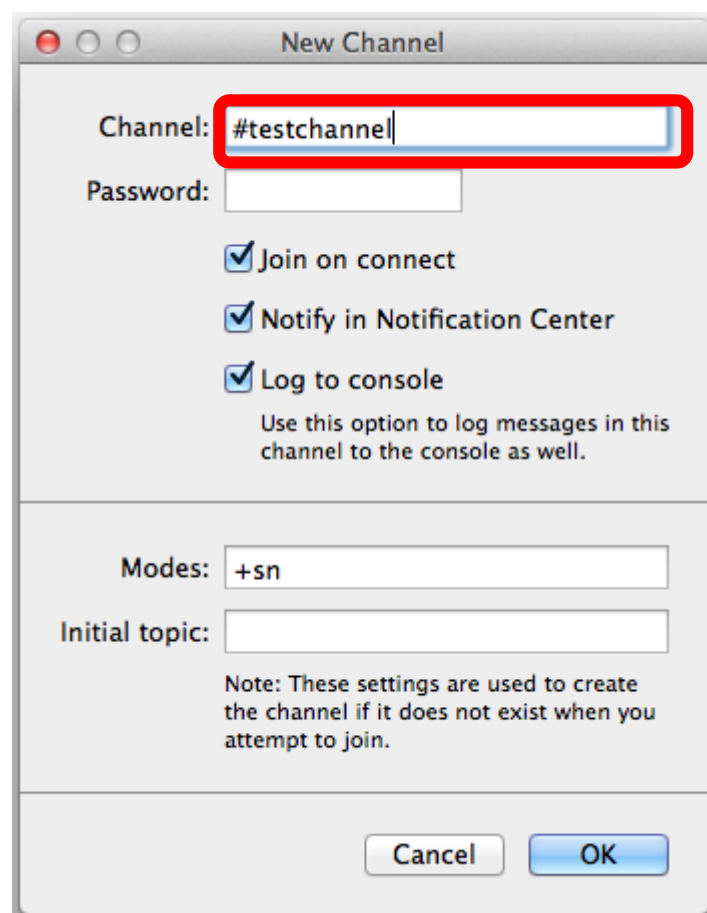 New Channel
Channel: #testchannel
Password:
Join on connect
Notify in Notification Center
Log to console
Use this option to log messages in this
channel to the console as well.
Modes: +sn
Initial topic:
Note: These settings are used to create
the channel if it does not exist when you
attempt to join.
Cancel OK